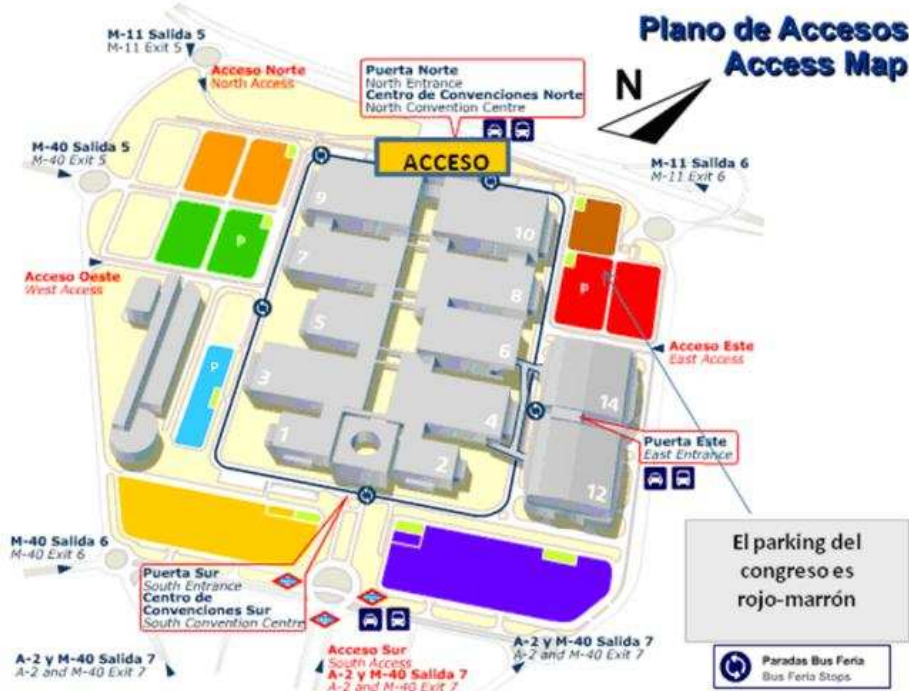 Plano de Accesos
Access Map
N
M-11 Salida 5
M-11 Exit 5
Acceso Norte
North Access
Puerta Norte
North Entrance
Centro de Convenciones Norte
North Convention Centre
ACCESO
M-40 Salida 5
M-40 Exit 5
M-11 Salida 6
M-11 Exit 6
9
10
7
8
5
6
3
4
1
2
14
12
P
P
P
Acceso Oeste
West Access
Acceso Este
East Access
Puerta Este
East Entrance
El parking del
congreso es
rojo-marrón
M-40 Salida 6
M-40 Exit 6
Puerta Sur
South Entrance
Centro de
Convenciones Sur
South Convention Centre
A-2 y M-40 Salida 7
A-2 and M-40 Exit 7
Acceso Sur
South Access
A-2 y M-40 Salida 7
A-2 and M-40 Exit 7
A-2 y M-40 Salida 7
A-2 and M-40 Exit 7
Paradas Bus Feria
Bus Feria Stops